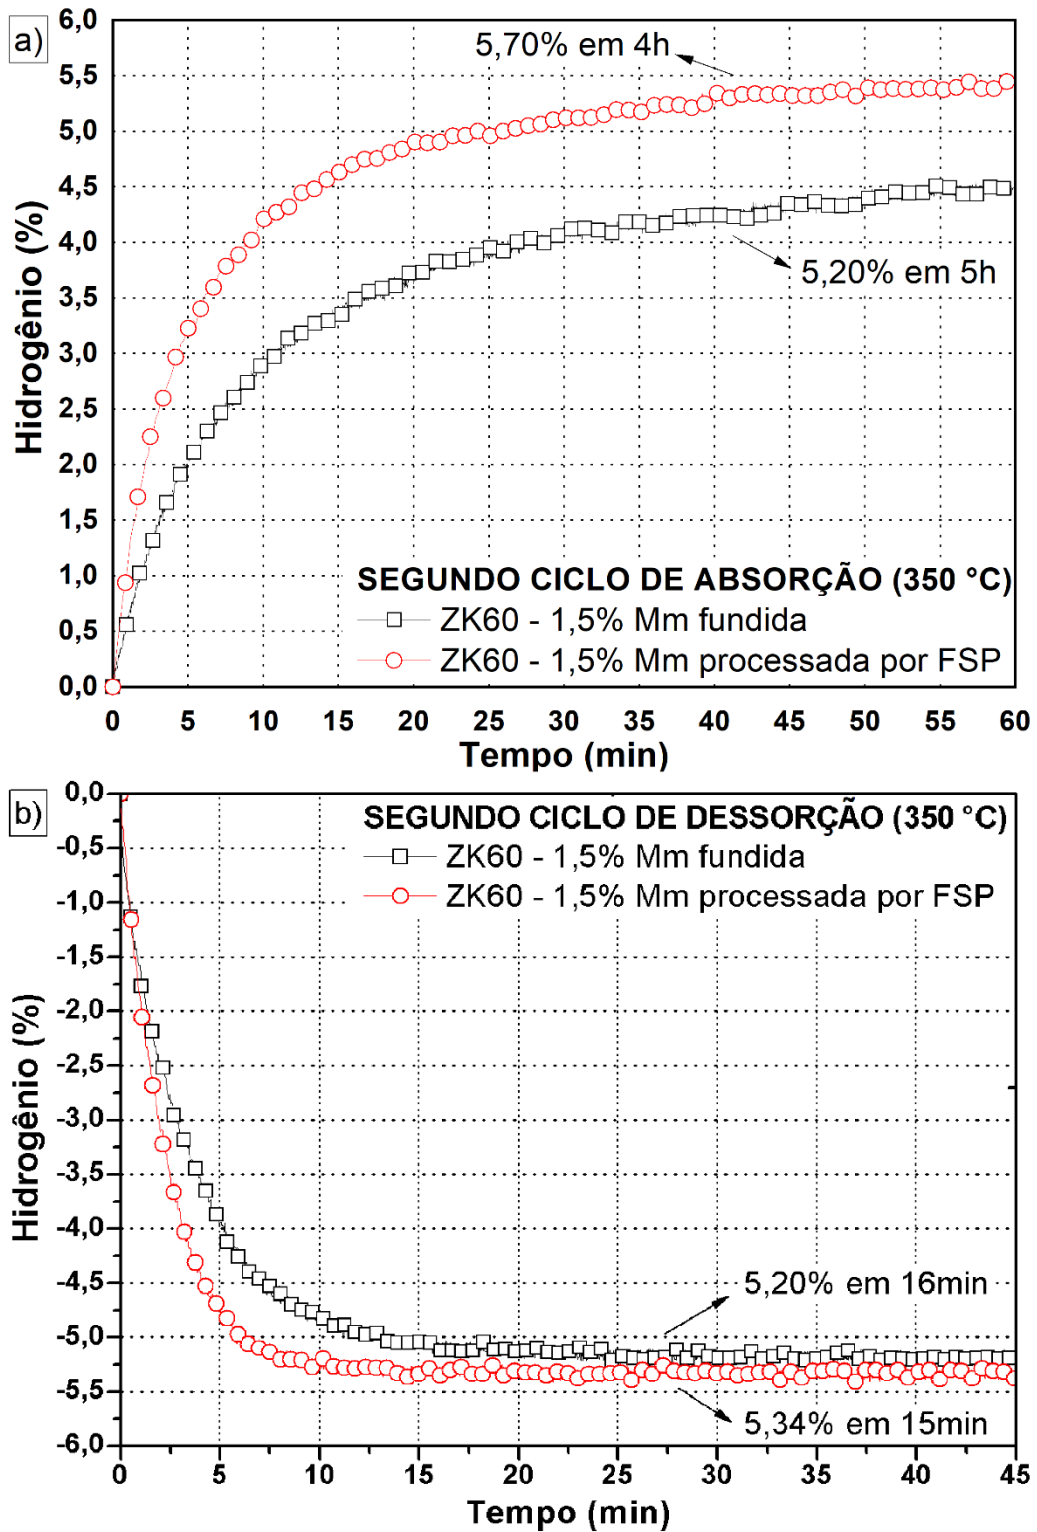 a)
6,0
5,5
5,0
4,5
4,0
3,5
3,0
2,5
2,0
1,5
1,0
0,5
0,0
Hidrogênio (%)
5,70% em 4h
5,20% em 5h
SEGUNDO CICLO DE ABSORÇÃO (350 °C)
ZK60 - 1,5% Mm fundida
ZK60 - 1,5% Mm processada por FSP
0 5 10 15 20 25 30 35 40 45 50 55 60
Tempo (min)
b)
0,0
-0,5
-1,0
-1,5
-2,0
-2,5
-3,0
-3,5
-4,0
-4,5
-5,0
-5,5
-6,0
Hidrogênio (%)
SEGUNDO CICLO DE DESSORÇÃO (350 °C)
ZK60 - 1,5% Mm fundida
ZK60 - 1,5% Mm processada por FSP
5,20% em 16min
5,34% em 15min
0 5 10 15 20 25 30 35 40 45
Tempo (min)